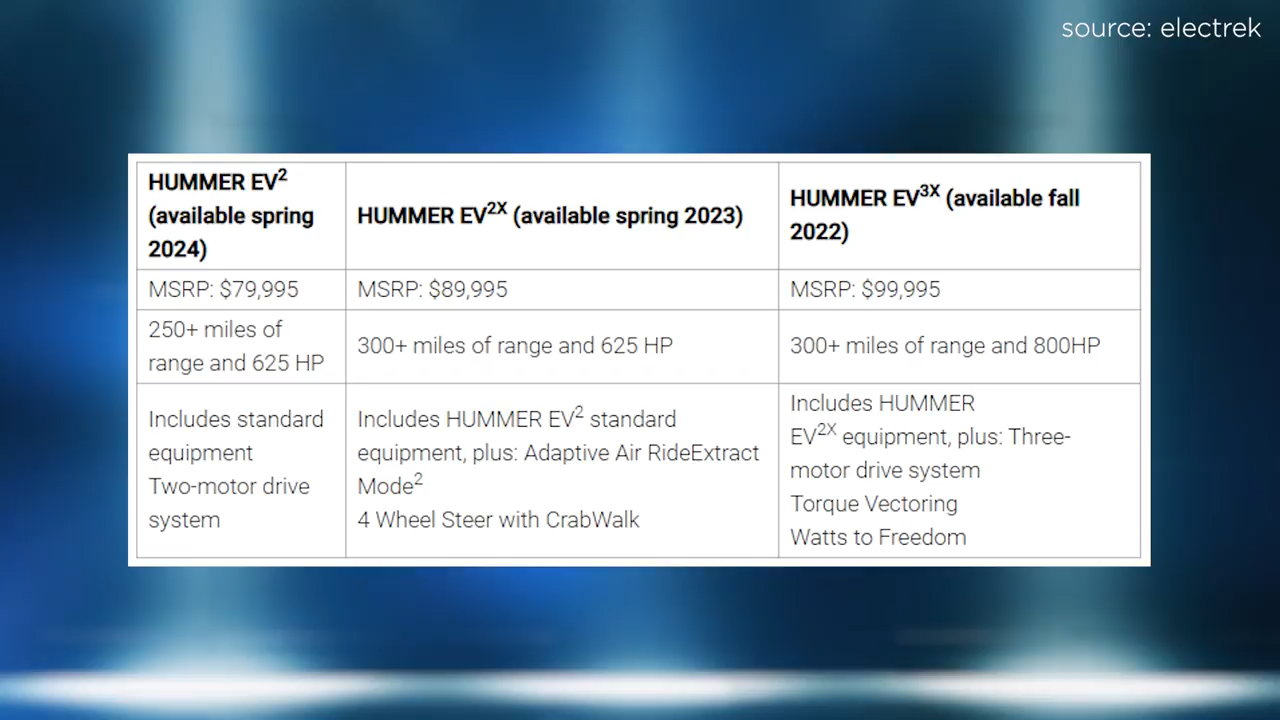 source: electrek
HUMMER EV²
(available spring
2024)
HUMMER EV²ˣ (available spring 2023)
HUMMER EV³ˣ (available fall
2022)
MSRP: $79,995
MSRP: $89,995
MSRP: $99,995
250+ miles of
range and 625 HP
300+ miles of range and 625 HP
300+ miles of range and 800HP
Includes standard
equipment
Two-motor drive
system
Includes HUMMER EV² standard
equipment, plus: Adaptive Air RideExtract
Mode²
4 Wheel Steer with CrabWalk
Includes HUMMER
EV²ˣ equipment, plus: Three-
motor drive system
Torque Vectoring
Watts to Freedom